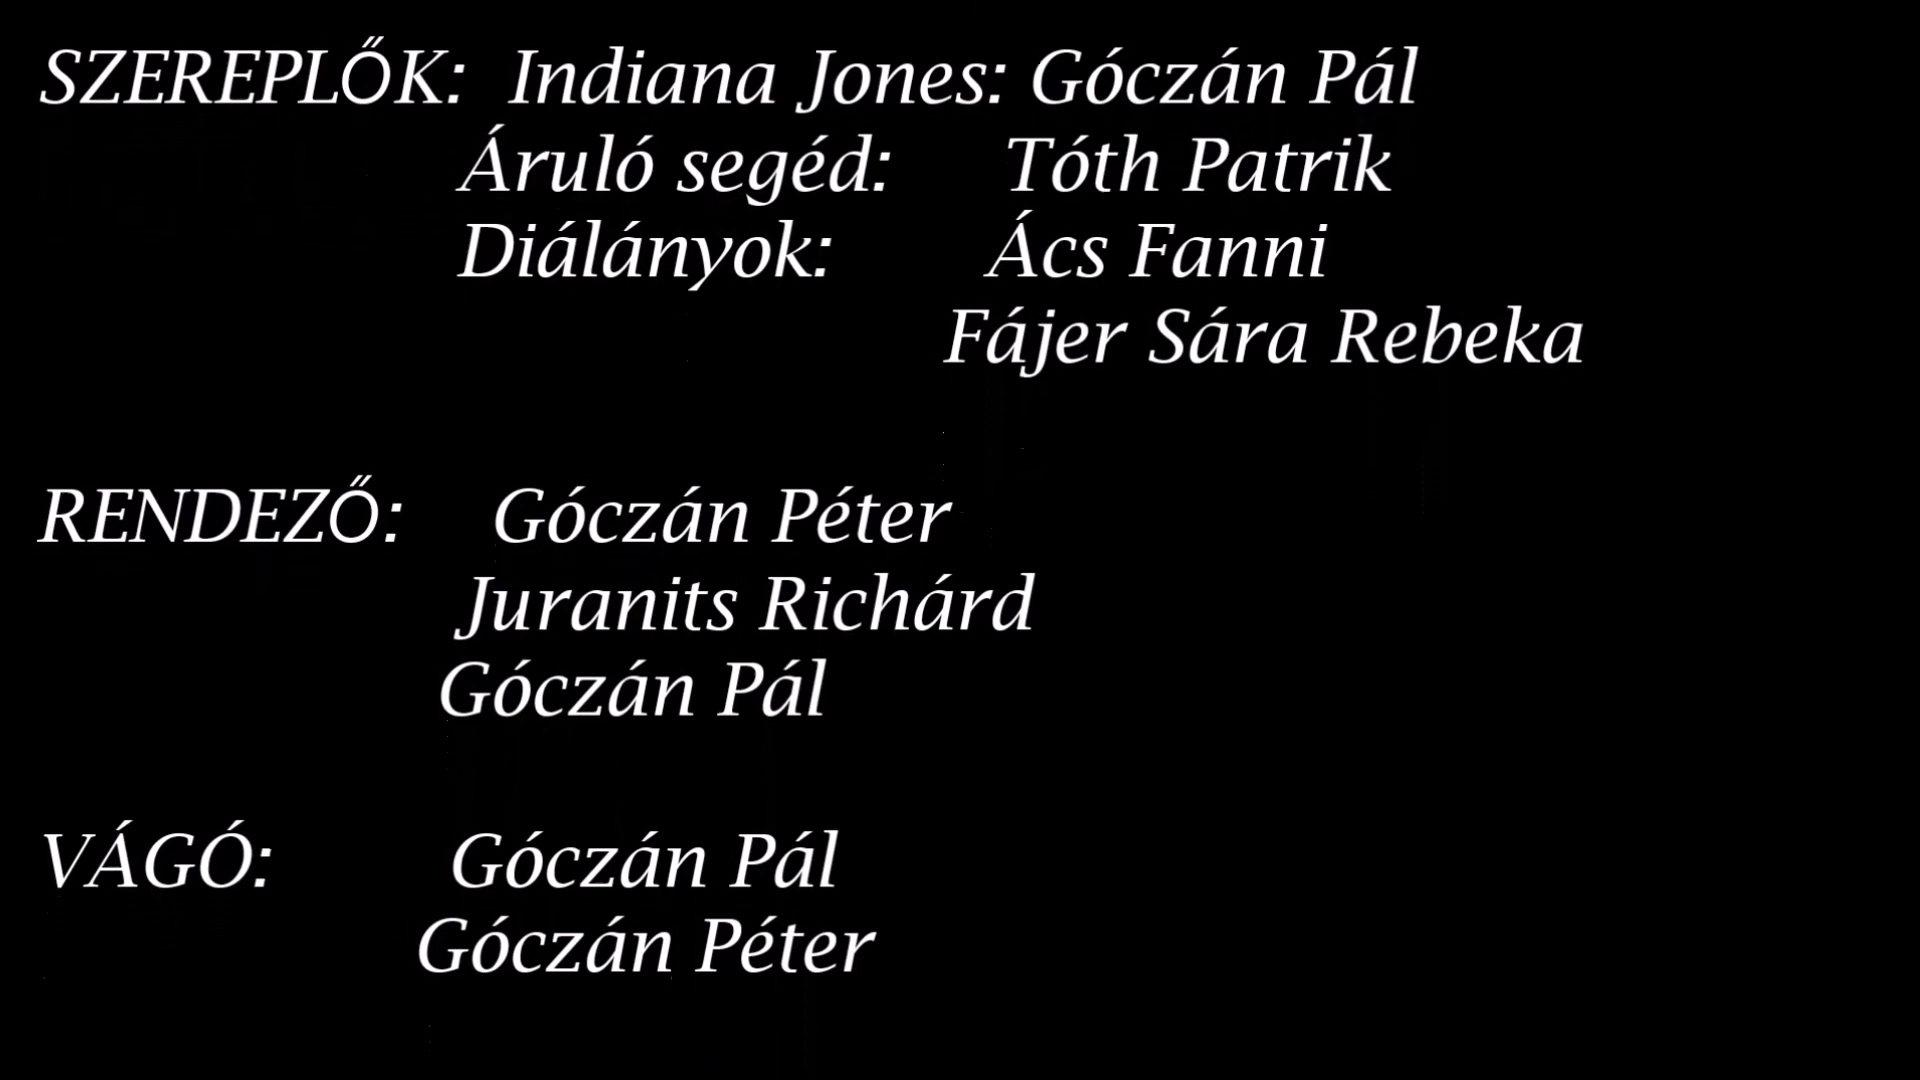 SZEREPLŐK: Indiana Jones: Góczán Pál
Áruló segéd: Tóth Patrik
Diálányok: Ács Fanni
Fájer Sára Rebeka
RENDEZŐ: Góczán Péter
Juranits Richárd
Góczán Pál
VÁGÓ: Góczán Pál
Góczán Péter